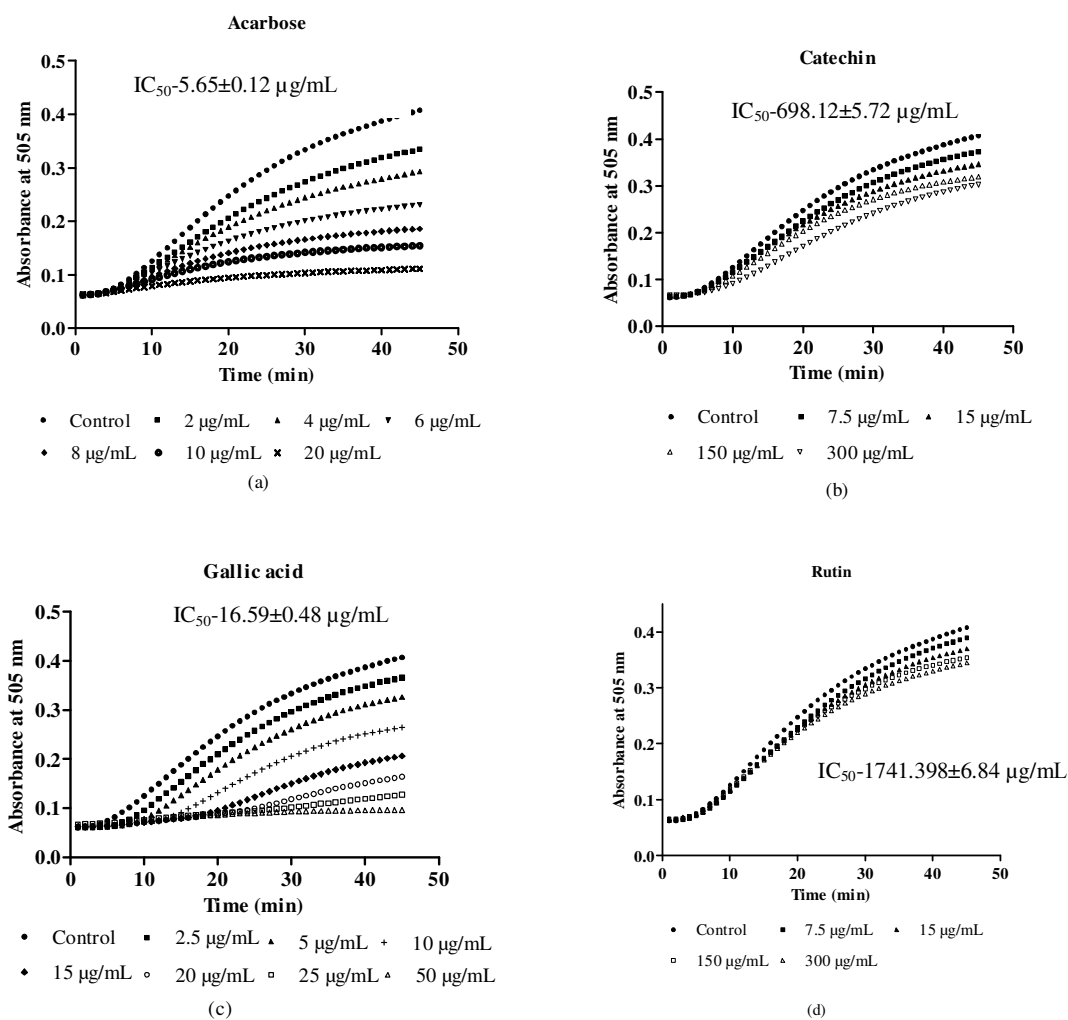 Acarbose
IC50-5.65±0.12 µg/mL
Absorbance at 505 nm
0.5
0.4
0.3
0.2
0.1
0.0
0 10 20 30 40 50
Time (min)
Control 2 µg/mL 4 µg/mL 6 µg/mL
8 µg/mL 10 µg/mL 20 µg/mL
(a)
Catechin
IC50-698.12±5.72 µg/mL
Absorbance at 505 nm
0.5
0.4
0.3
0.2
0.1
0.0
0 10 20 30 40 50
Time (min)
Control 7.5 µg/mL 15 µg/mL
150 µg/mL 300 µg/mL
(b)
Gallic acid
IC50-16.59±0.48 µg/mL
Absorbance at 505 nm
0.5
0.4
0.3
0.2
0.1
0.0
0 10 20 30 40 50
Time (min)
Control 2.5 µg/mL 5 µg/mL 10 µg/mL
15 µg/mL 20 µg/mL 25 µg/mL 50 µg/mL
(c)
Rutin
IC50-1741.398±6.84 µg/mL
Absorbance at 505 nm
0.4
0.3
0.2
0.1
0.0
0 10 20 30 40 50
Time (min)
Control 7.5 µg/mL 15 µg/mL
150 µg/mL 300 µg/mL
(d)